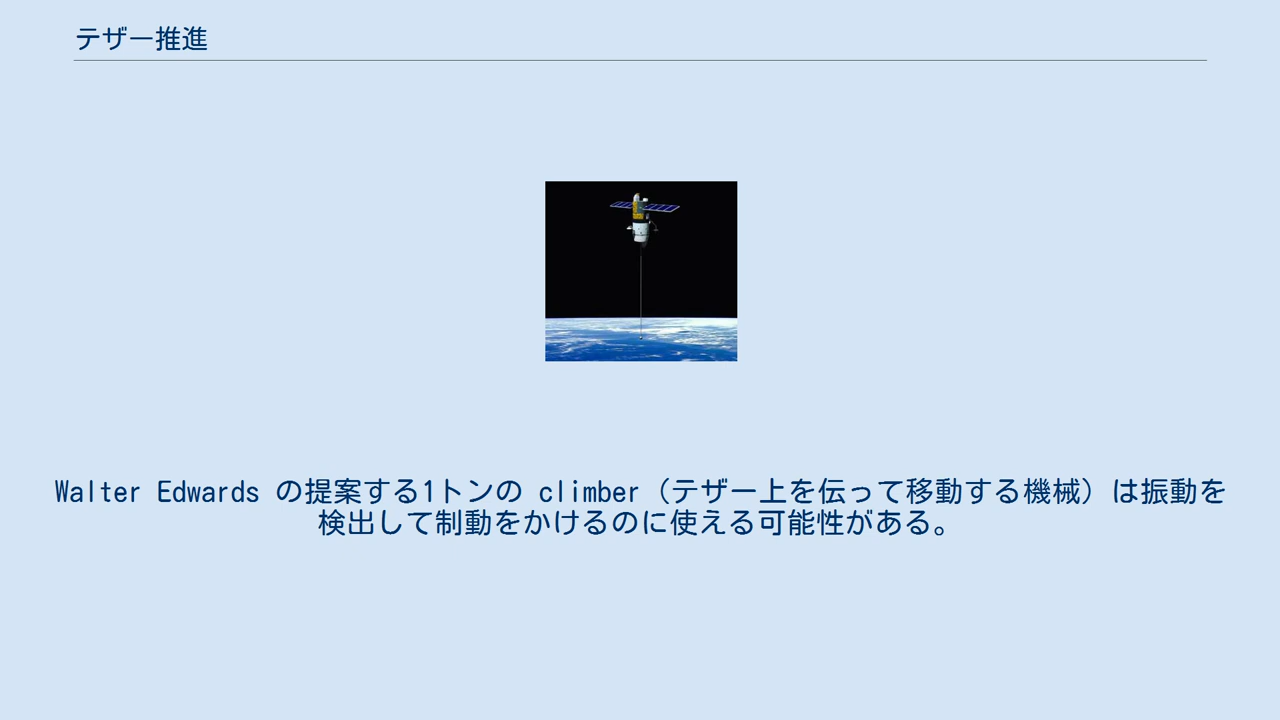 テザー推進
Walter Edwards の提案する1トンの climber（テザー上を伝って移動する機械）は振動を
検出して制動をかけるのに使える可能性がある。